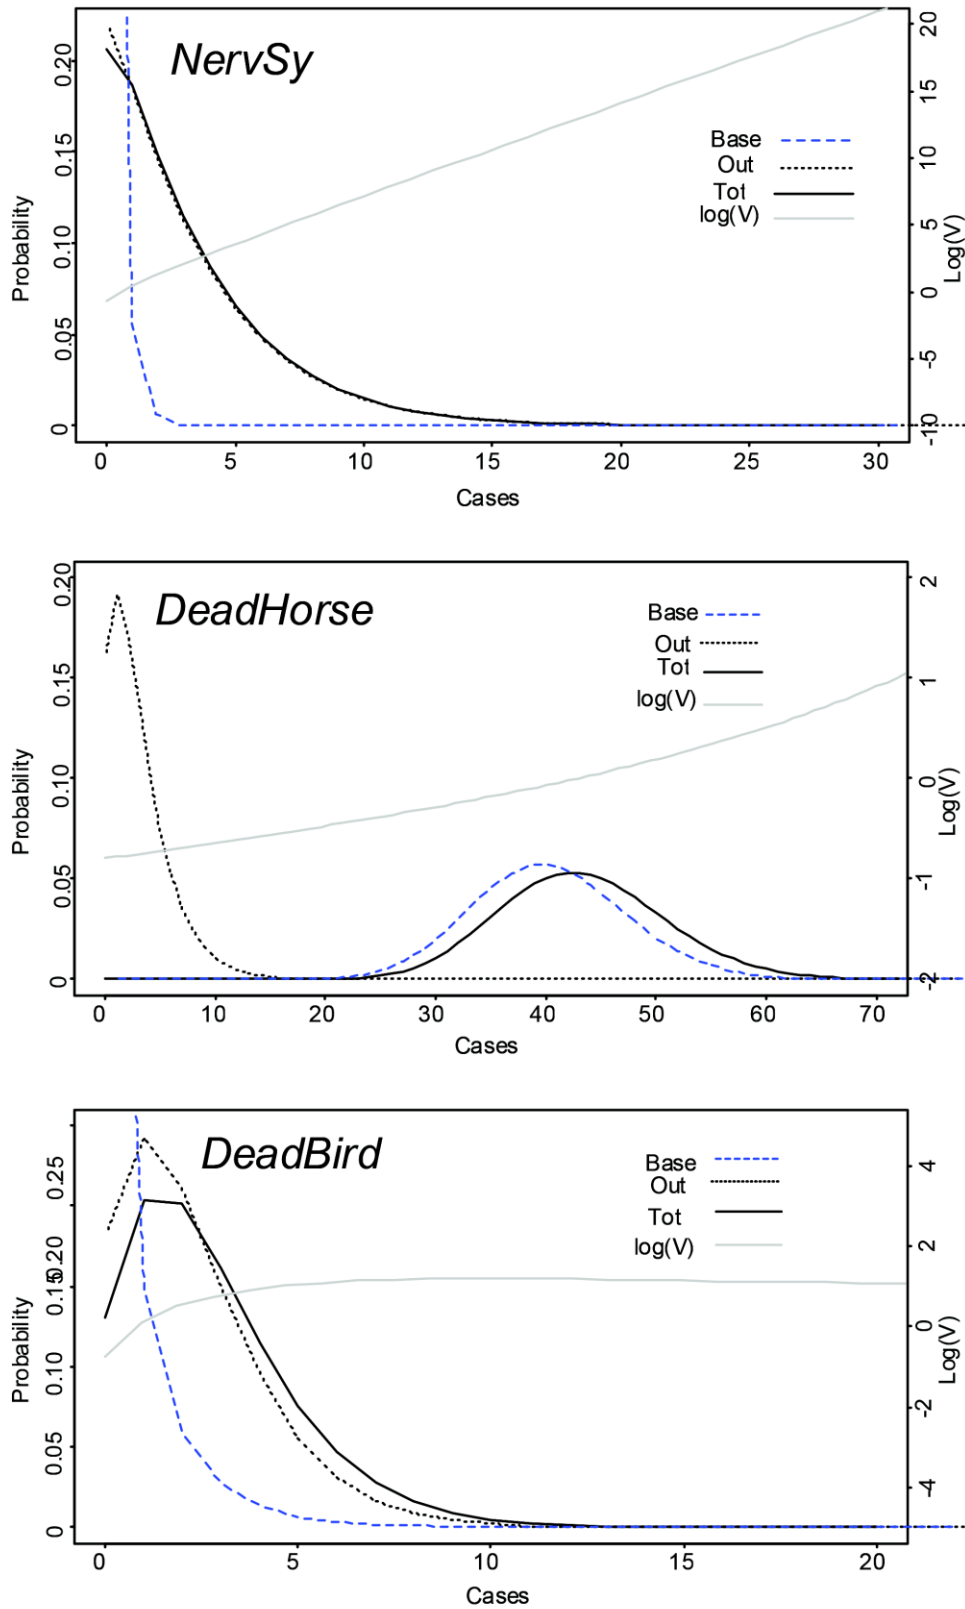 NervSy
Probability
0.20
0.15
0.10
0.05
0
Base
Out
Tot
log(V)
20
15
10
5
0
-5
-10
Log(V)
0 5 10 15 20 25 30
Cases
DeadHorse
Probability
0.20
0.15
0.10
0.05
0
Base
Out
Tot
log(V)
2
1
0
-1
-2
Log(V)
0 10 20 30 40 50 60 70
Cases
DeadBird
Probability
0.25
0.20
0.15
0.10
0.05
0
Base
Out
Tot
log(V)
4
2
0
-2
-4
Log(V)
0 5 10 15 20
Cases